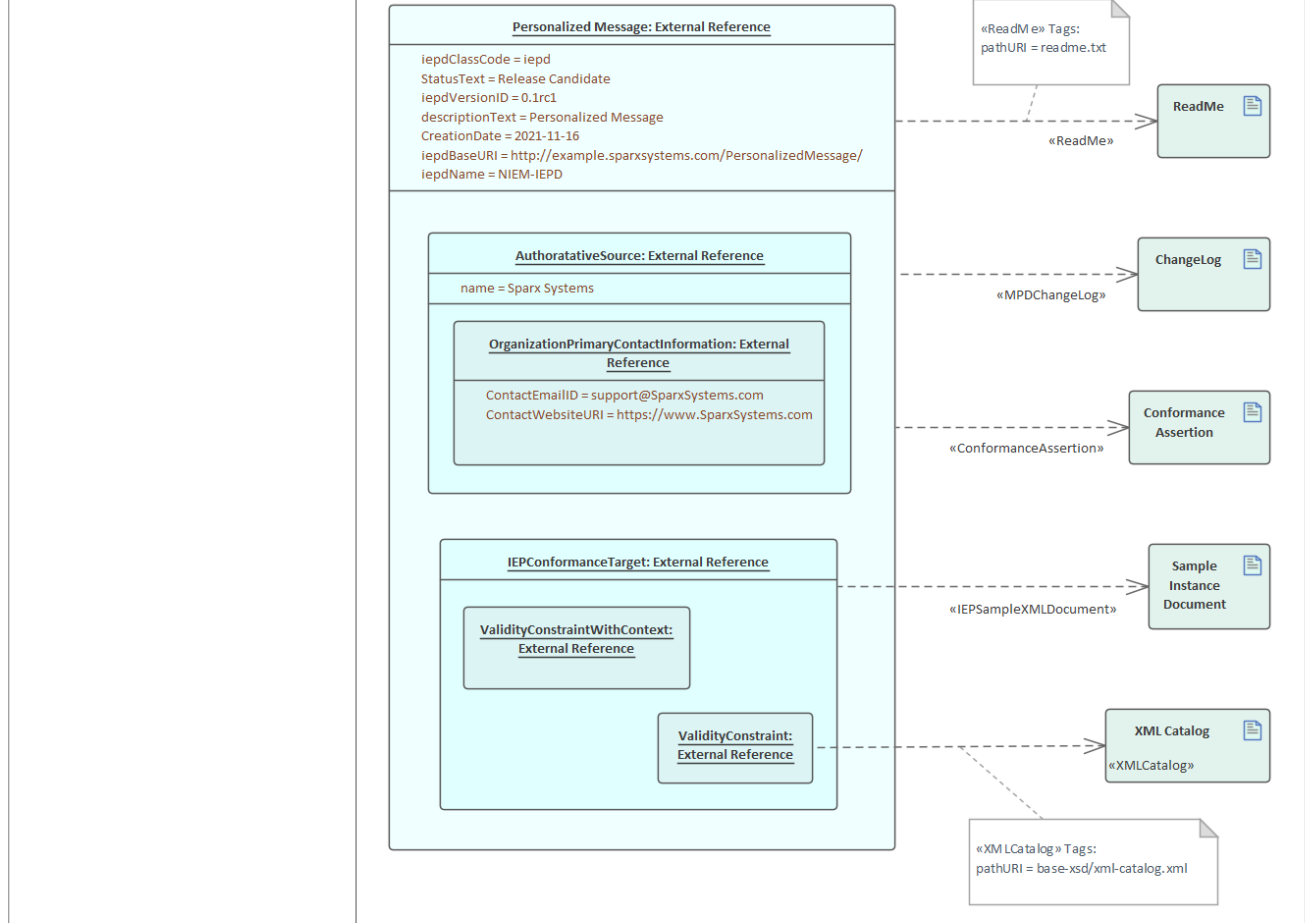 Personalized Message: External Reference
iepdClassCode = iepd
StatusText = Release Candidate
iepdVersionID = 0.1rc1
descriptionText = Personalized Message
CreationDate = 2021-11-16
iepdBaseURI = http://example.sparxsystems.com/PersonalizedMessage/
iepdName = NIEM-IEPD
«ReadMe» Tags:
pathURI = readme.txt
ReadMe
«ReadMe»
AuthoratativeSource: External Reference
name = Sparx Systems
OrganizationPrimaryContactInformation: External
Reference
ContactEmailID = support@SparxSystems.com
ContactWebsiteURI = https://www.SparxSystems.com
ChangeLog
«MPDChangeLog»
Conformance
Assertion
«ConformanceAssertion»
IEPConformanceTarget: External Reference
ValidityConstraintWithContext:
External Reference
ValidityConstraint:
External Reference
Sample
Instance
Document
«IEPSampleXMLDocument»
XML Catalog
«XMLCatalog»
«XMLCatalog» Tags:
pathURI = base-xsd/xml-catalog.xml